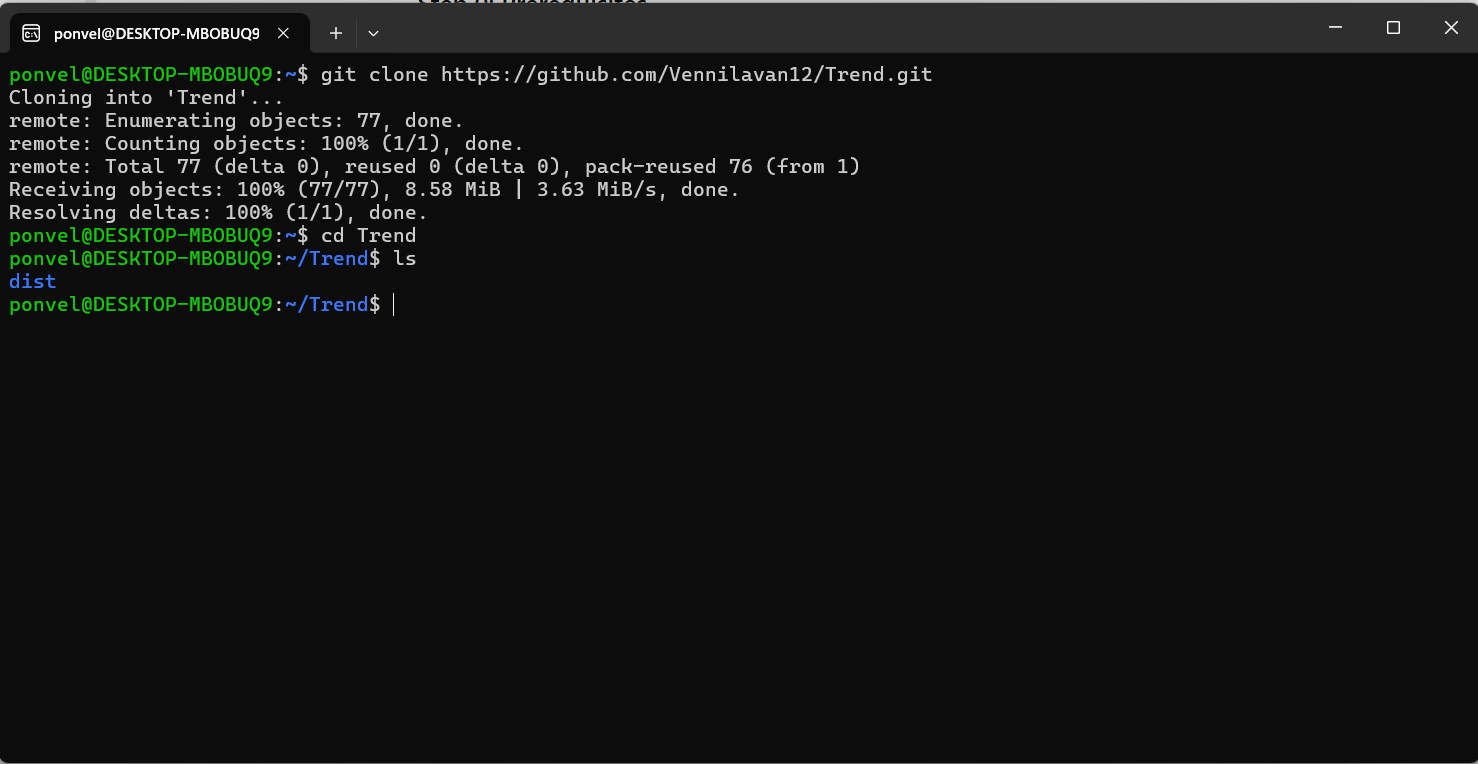 ponvel@DESKTOP-MBOBUQ9
ponvel@DESKTOP-MBOBUQ9:~$ git clone https://github.com/Vennilavan12/Trend.git
Cloning into 'Trend'...
remote: Enumerating objects: 77, done.
remote: Counting objects: 100% (1/1), done.
remote: Total 77 (delta 0), reused 0 (delta 0), pack-reused 76 (from 1)
Receiving objects: 100% (77/77), 8.58 MiB | 3.63 MiB/s, done.
Resolving deltas: 100% (1/1), done.
ponvel@DESKTOP-MBOBUQ9:~$ cd Trend
ponvel@DESKTOP-MBOBUQ9:~/Trend$ ls
dist
ponvel@DESKTOP-MBOBUQ9:~/Trend$